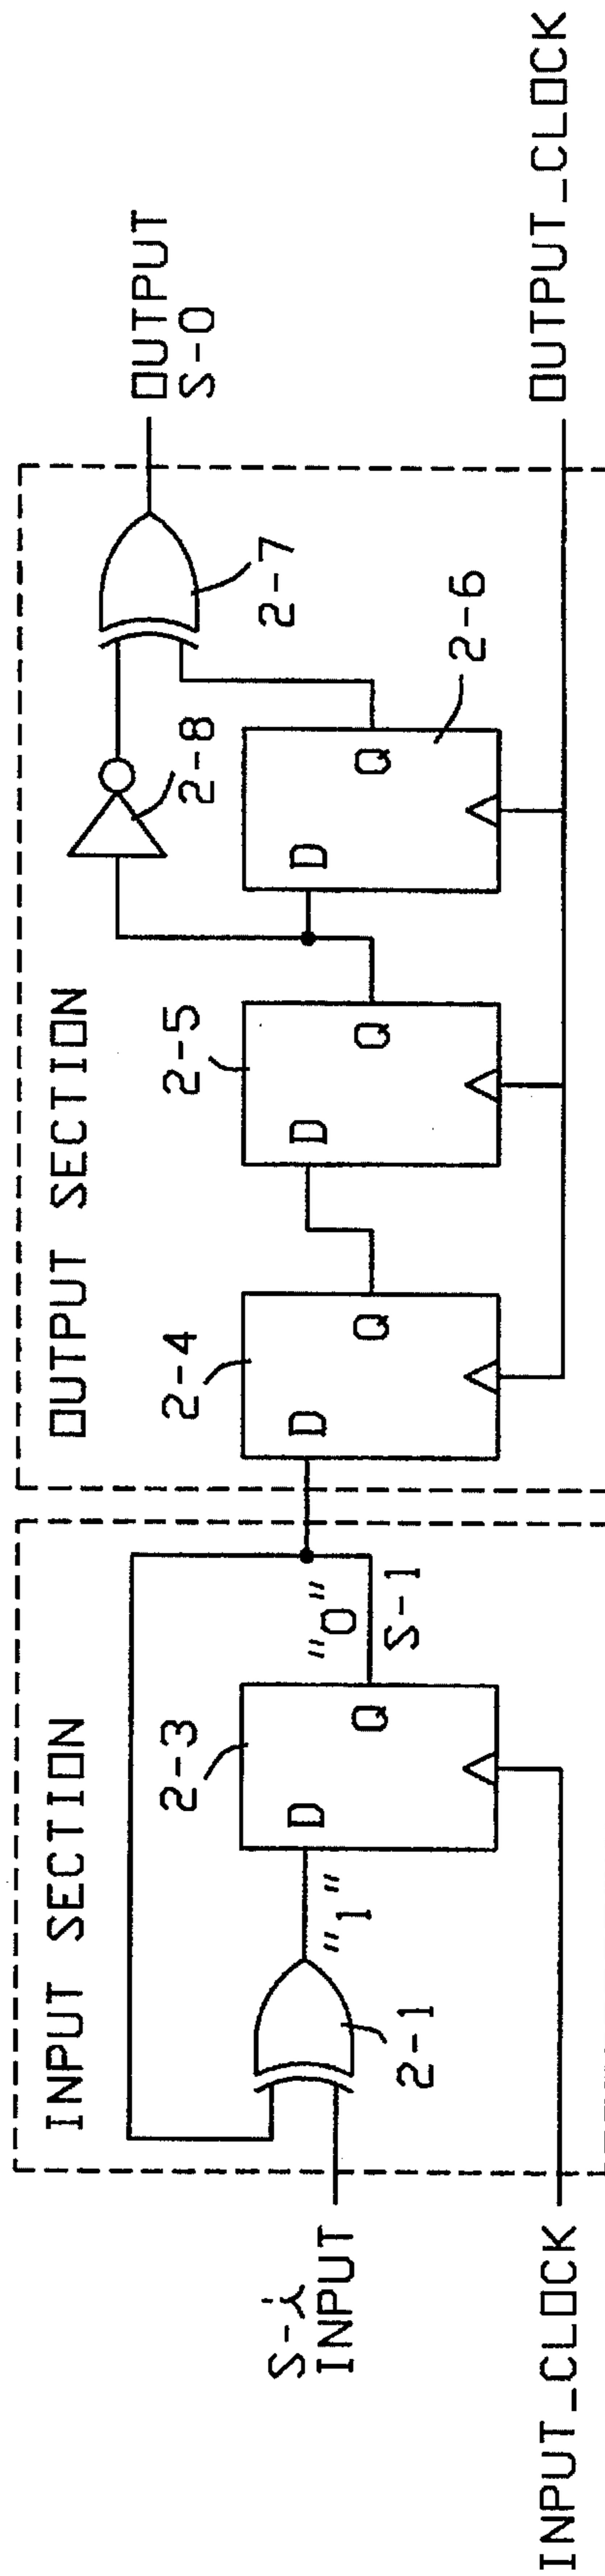 INPUT SECTION
OUTPUT SECTION
S-i
INPUT
INPUT_CLOCK
2-1
"1"
2-3
D
Q
"0"
S-1
2-4
D
Q
2-5
D
Q
2-8
D
Q
2-6
2-7
OUTPUT
S-O
OUTPUT_CLOCK